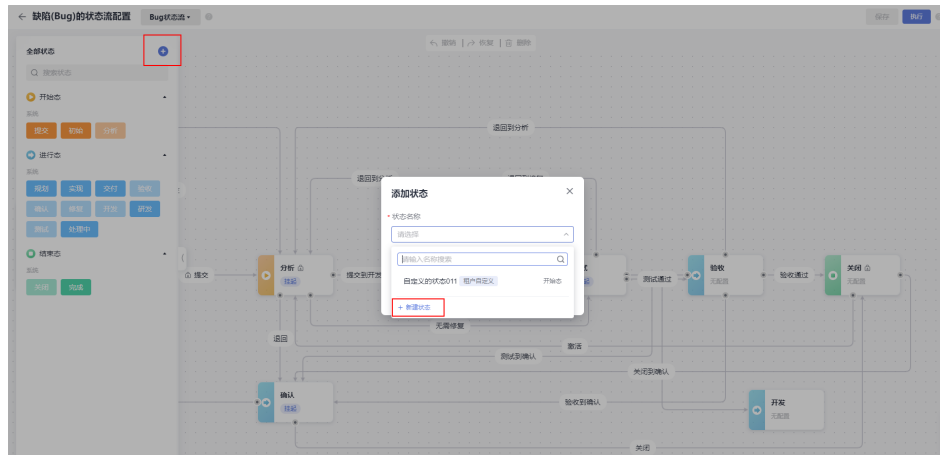 缺陷(Bug)的状态流配置
Bug状态流
保存
执行
全部状态
撤销
恢复
删除
搜索状态
开始态
系统
提交
初始
分析
进行态
系统
规划
实现
交付
验收
确认
修复
开发
研发
测试
处理中
结束态
系统
关闭
完成
退回到分析
退回到分
添加状态
* 状态名称
请选择
请输入名称搜索
自定义的状态011
租户自定义
开始态
+ 新建状态
提交
分析
挂起
提交到开发
测试通过
验收
无配置
验收通过
关闭
无配置
无需修复
退回
激活
测试到确认
关闭到确认
确认
挂起
验收到确认
开发
无配置
关闭